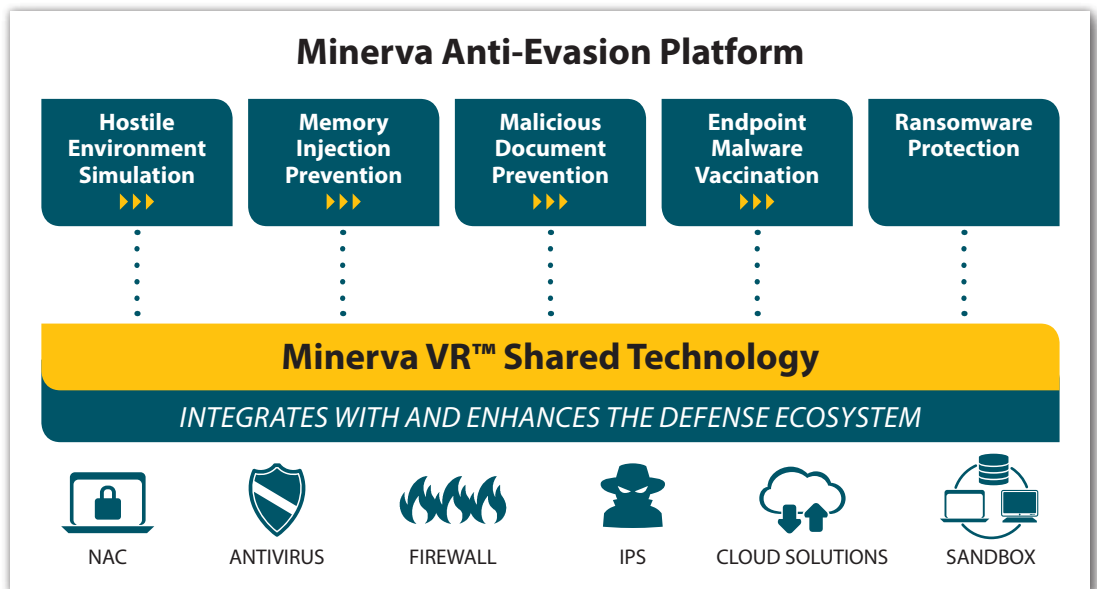 Minerva Anti-Evasion Platform
Hostile
Environment
Simulation
Memory
Injection
Prevention
Malicious
Document
Prevention
Endpoint
Malware
Vaccination
Ransomware
Protection
Minerva VR™ Shared Technology
INTEGRATES WITH AND ENHANCES THE DEFENSE ECOSYSTEM
NAC
ANTIVIRUS
FIREWALL
IPS
CLOUD SOLUTIONS
SANDBOX